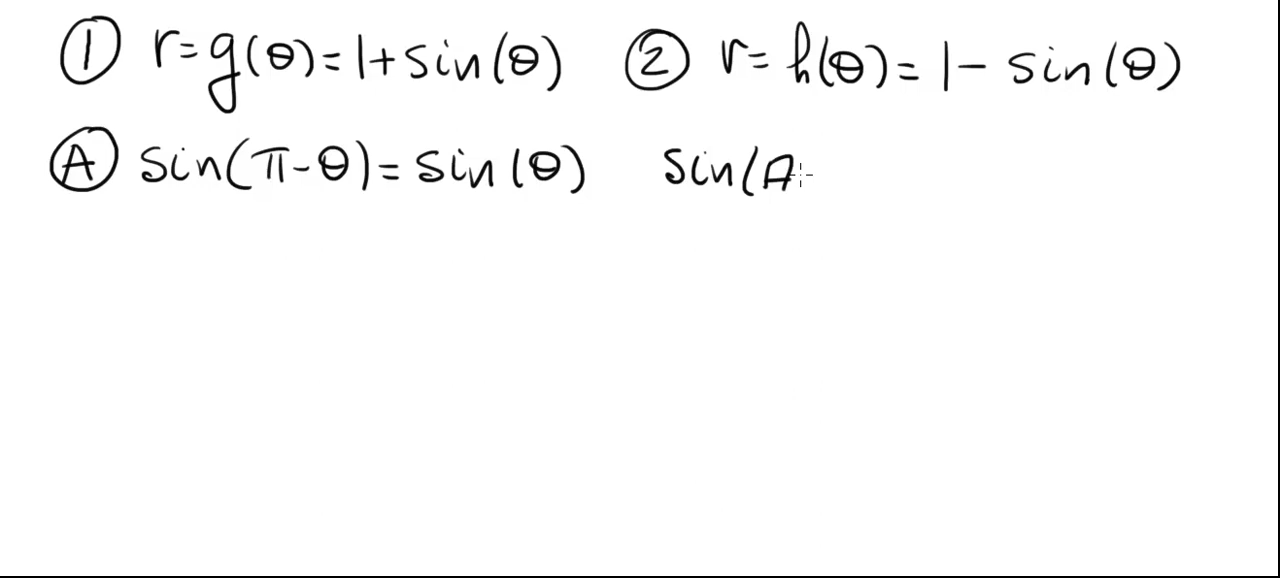 ① r=g(θ)=1+sin(θ) ② r=h(θ)=1-sin(θ)
Ⓐ sin(π-θ)=sin(θ) sin(A